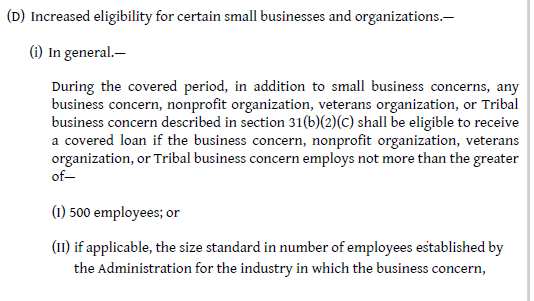 (D) Increased eligibility for certain small businesses and organizations.—
(i) In general.—
During the covered period, in addition to small business concerns, any
business concern, nonprofit organization, veterans organization, or Tribal
business concern described in section 31(b)(2)(C) shall be eligible to receive
a covered loan if the business concern, nonprofit organization, veterans
organization, or Tribal business concern employs not more than the greater
of—
(I) 500 employees; or
(II) if applicable, the size standard in number of employees established by
the Administration for the industry in which the business concern,